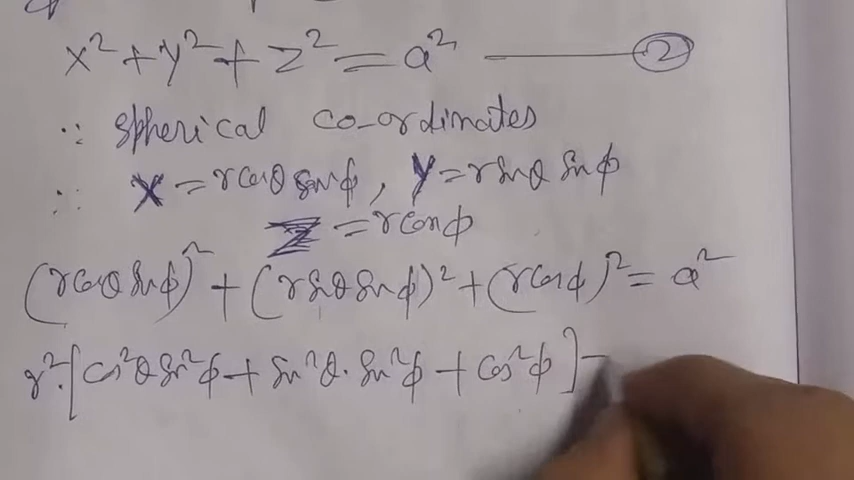 x² + y² + z² = a² —— ②
∴ Spherical co-ordinates
∴ x = r cosθ sinϕ, y = r sinθ sinϕ
z = r cosϕ
(r cosθ sinϕ)² + (r sinθ sinϕ)² + (r cosϕ)² = a²
r².[cos²θ sin²ϕ + sin²θ. sin²ϕ + cos²ϕ] -